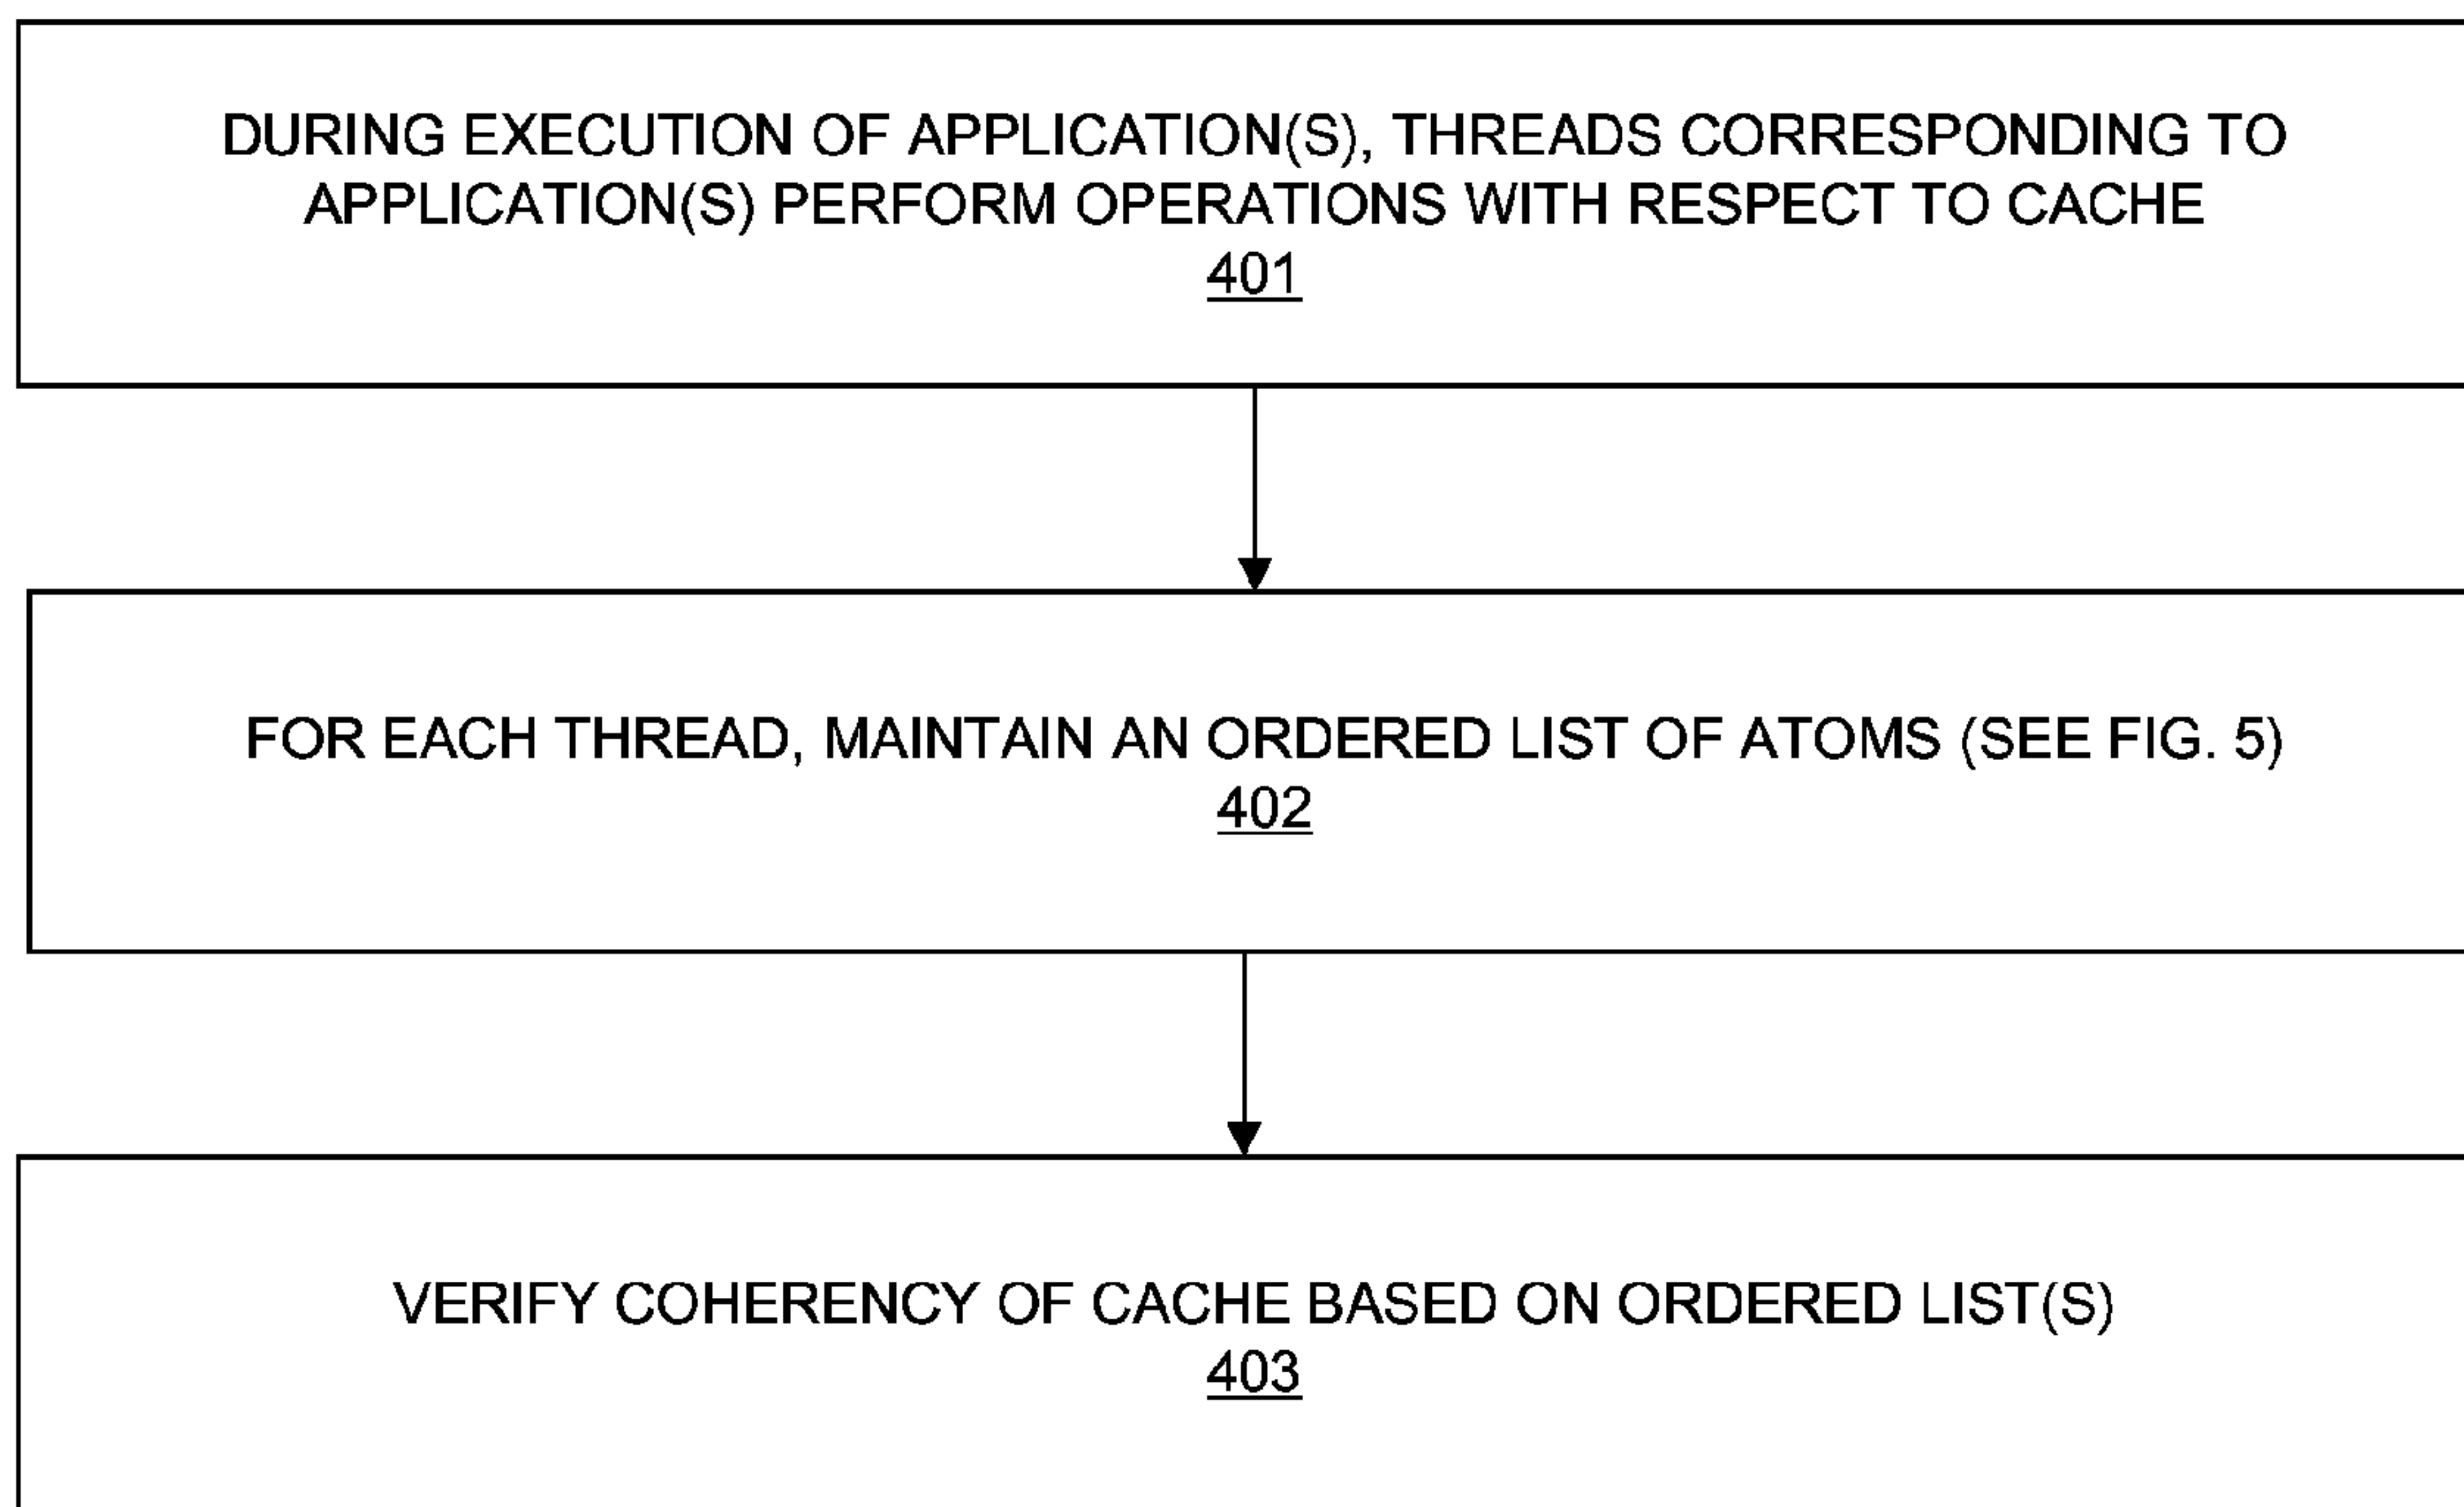 DURING EXECUTION OF APPLICATION(S), THREADS CORRESPONDING TO
APPLICATION(S) PERFORM OPERATIONS WITH RESPECT TO CACHE
401
FOR EACH THREAD, MAINTAIN AN ORDERED LIST OF ATOMS (SEE FIG. 5)
402
VERIFY COHERENCY OF CACHE BASED ON ORDERED LIST(S)
403